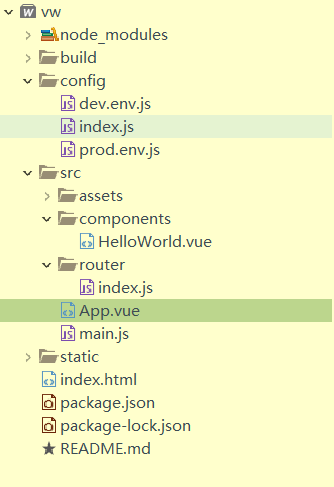 vw
node_modules
build
config
dev.env.js
index.js
prod.env.js
src
assets
components
HelloWorld.vue
router
index.js
App.vue
main.js
static
index.html
package.json
package-lock.json
README.md